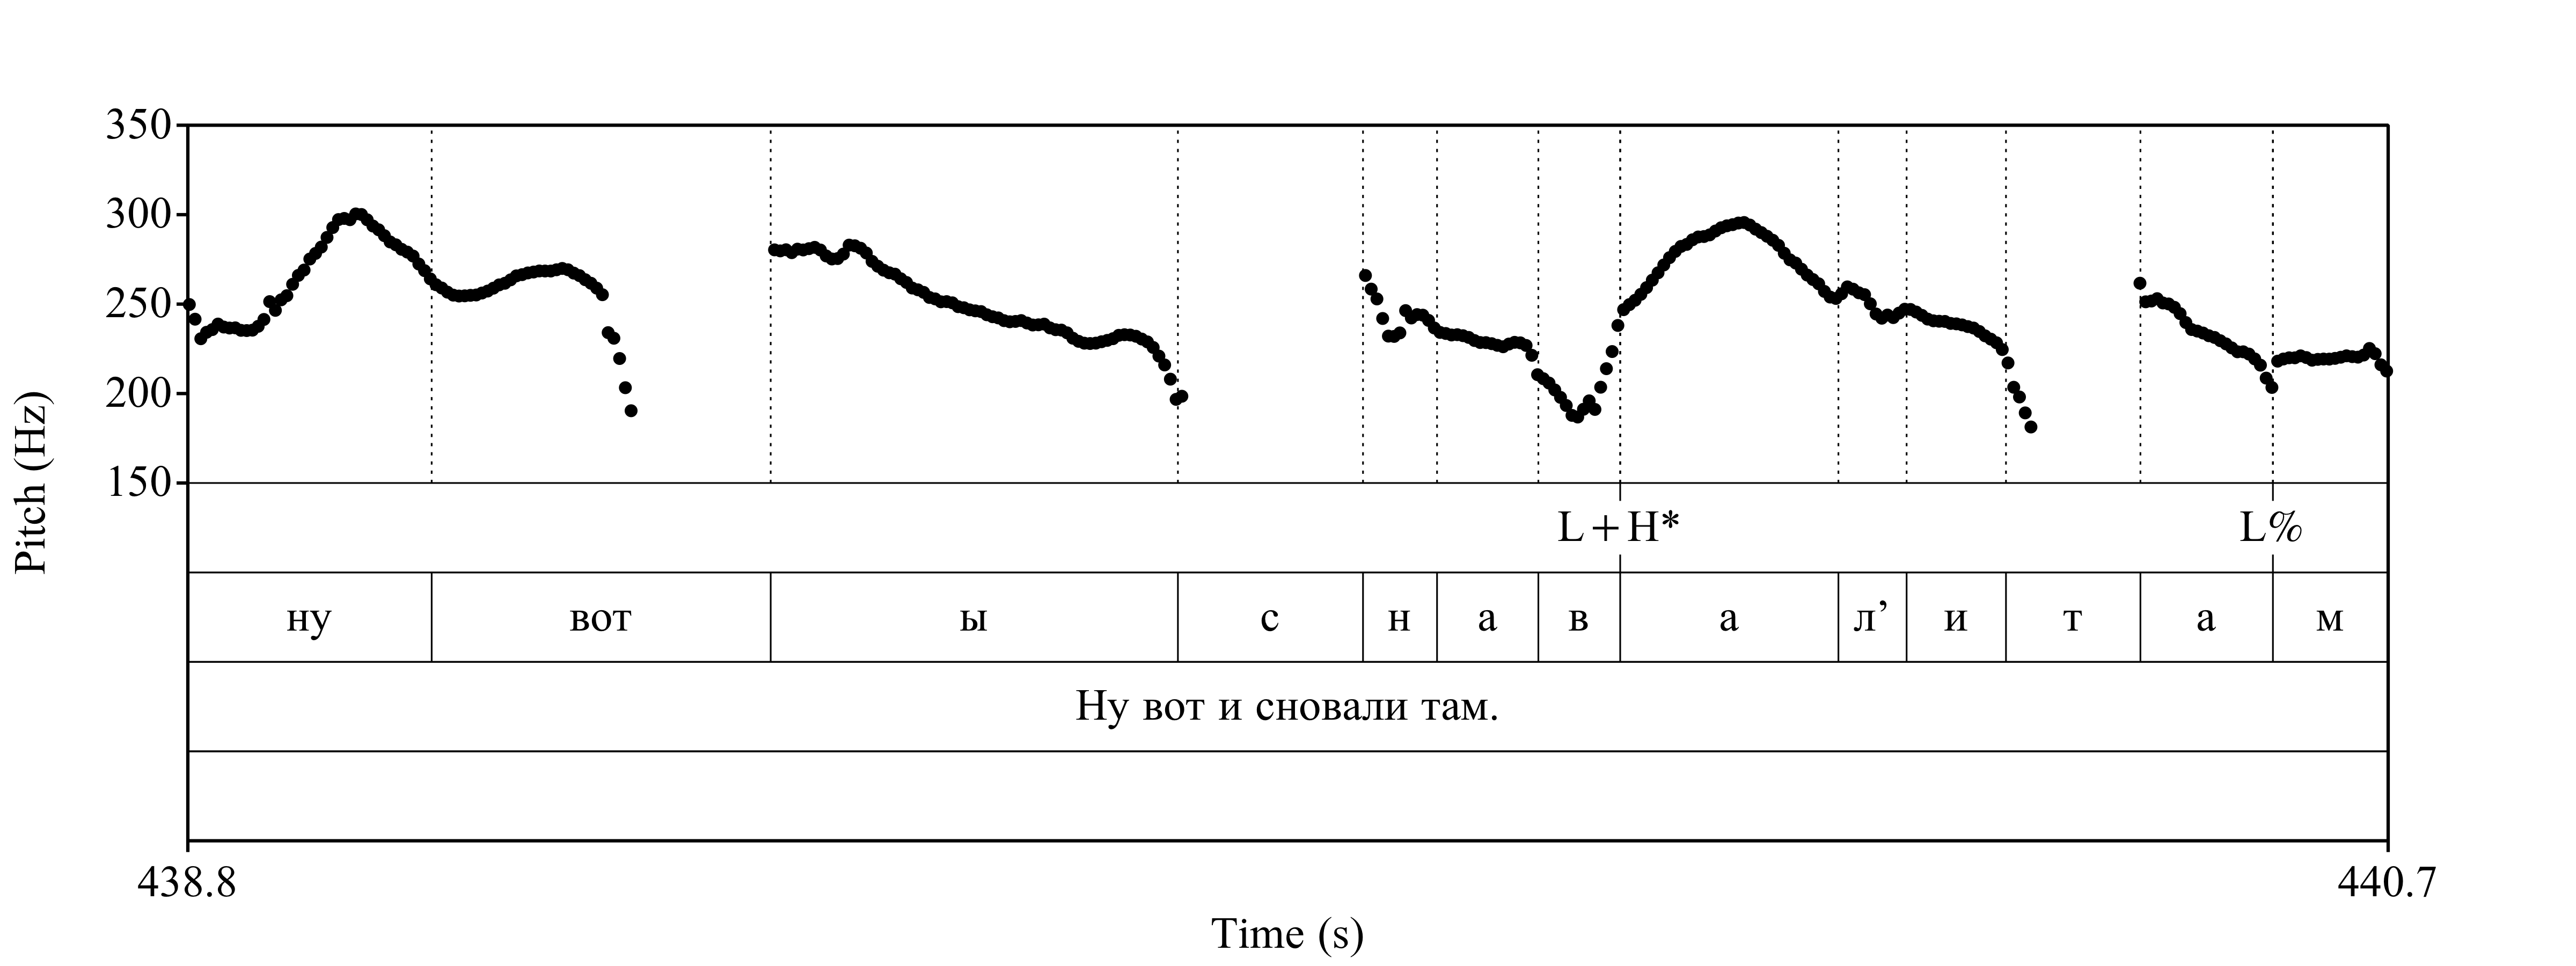 350
300
250
200
150
Pitch (Hz)
L+H* L%
ну вот ы с н а в а л’ и т а м
Ну вот и сновали там.
438.8 440.7
Time (s)